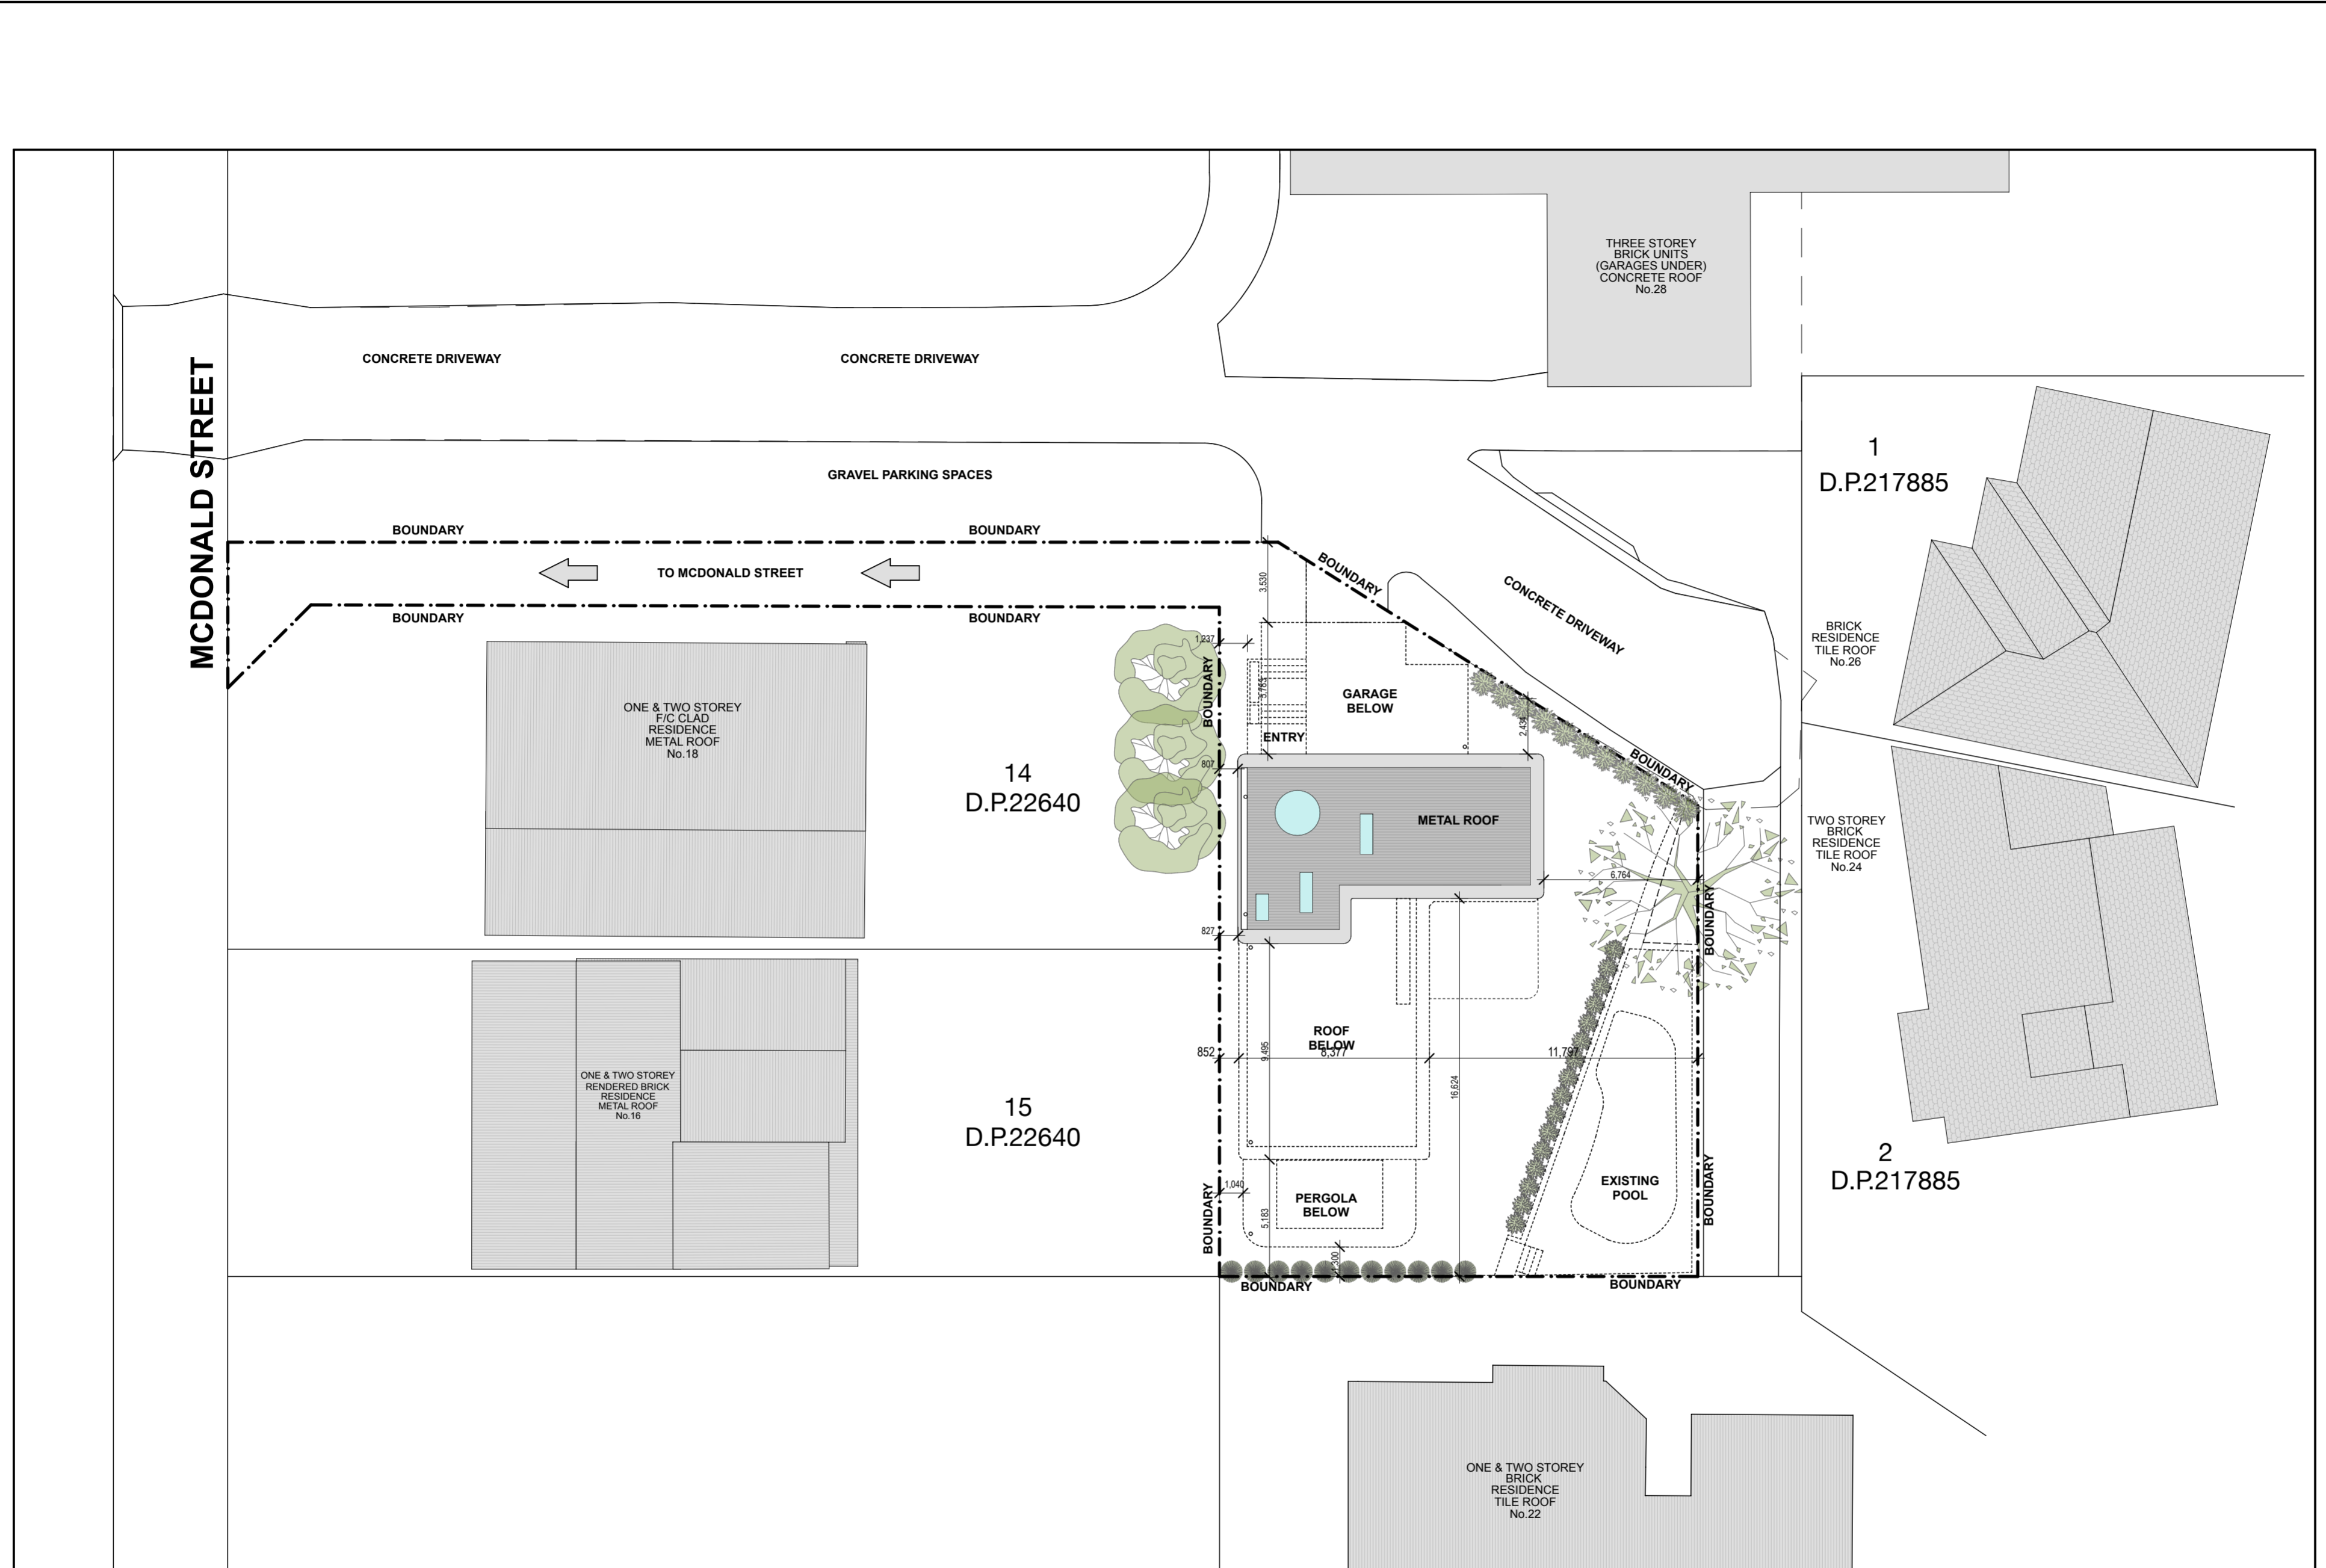 THREE STOREY
BRICK UNITS
(GARAGES UNDER)
CONCRETE ROOF
No.28
CONCRETE DRIVEWAY
CONCRETE DRIVEWAY
MCDONALD STREET
GRAVEL PARKING SPACES
1
D.P.217885
BOUNDARY
BOUNDARY
TO MCDONALD STREET
BOUNDARY
BOUNDARY
BOUNDARY
3,530
CONCRETE DRIVEWAY
BRICK
RESIDENCE
TILE ROOF
No.26
1,237
BOUNDARY
GARAGE
BELOW
ENTRY
2,434
BOUNDARY
ONE & TWO STOREY
F/C CLAD
RESIDENCE
METAL ROOF
No.18
14
D.P.22640
807
METAL ROOF
TWO STOREY
BRICK
RESIDENCE
TILE ROOF
No.24
6,764
BOUNDARY
827
ROOF
BELOW
852
9,495
8,377
11,797
16,624
ONE & TWO STOREY
RENDERED BRICK
RESIDENCE
METAL ROOF
No.16
15
D.P.22640
2
D.P.217885
EXISTING
POOL
1,040
PERGOLA
BELOW
5,183
BOUNDARY
BOUNDARY
BOUNDARY
BOUNDARY
ONE & TWO STOREY
BRICK
RESIDENCE
TILE ROOF
No.22